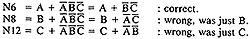 N6 = A + A̅B̅C̅ = A + B̅C̅ : correct.
N8 = B + A̅B̅C̅ = B + A̅C̅ : wrong, was just B.
N12 = C + A̅B̅C̅ = C + A̅B̅ : wrong, was just C.